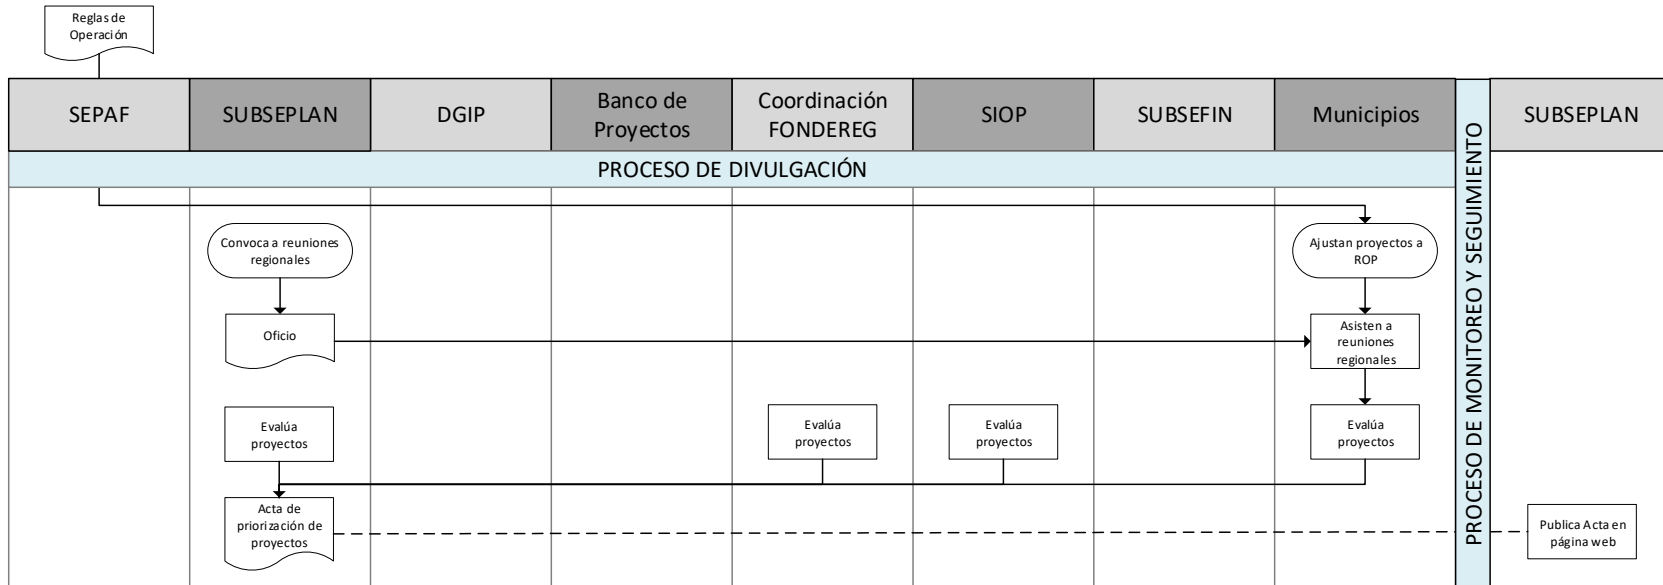 Reglas de
Operación
SEPAF
SUBSEPLAN
DGIP
Banco de
Proyectos
Coordinación
FONDEREG
SIOP
SUBSEFIN
Municipios
PROCESO DE MONITOREO Y SEGUIMIENTO
SUBSEPLAN
PROCESO DE DIVULGACIÓN
Convoca a reuniones
regionales
Ajustan proyectos a
ROP
Oficio
Asisten a
reuniones
regionales
Evalúa
proyectos
Evalúa
proyectos
Evalúa
proyectos
Evalúa
proyectos
Acta de
priorización de
proyectos
Publica Acta en
página web